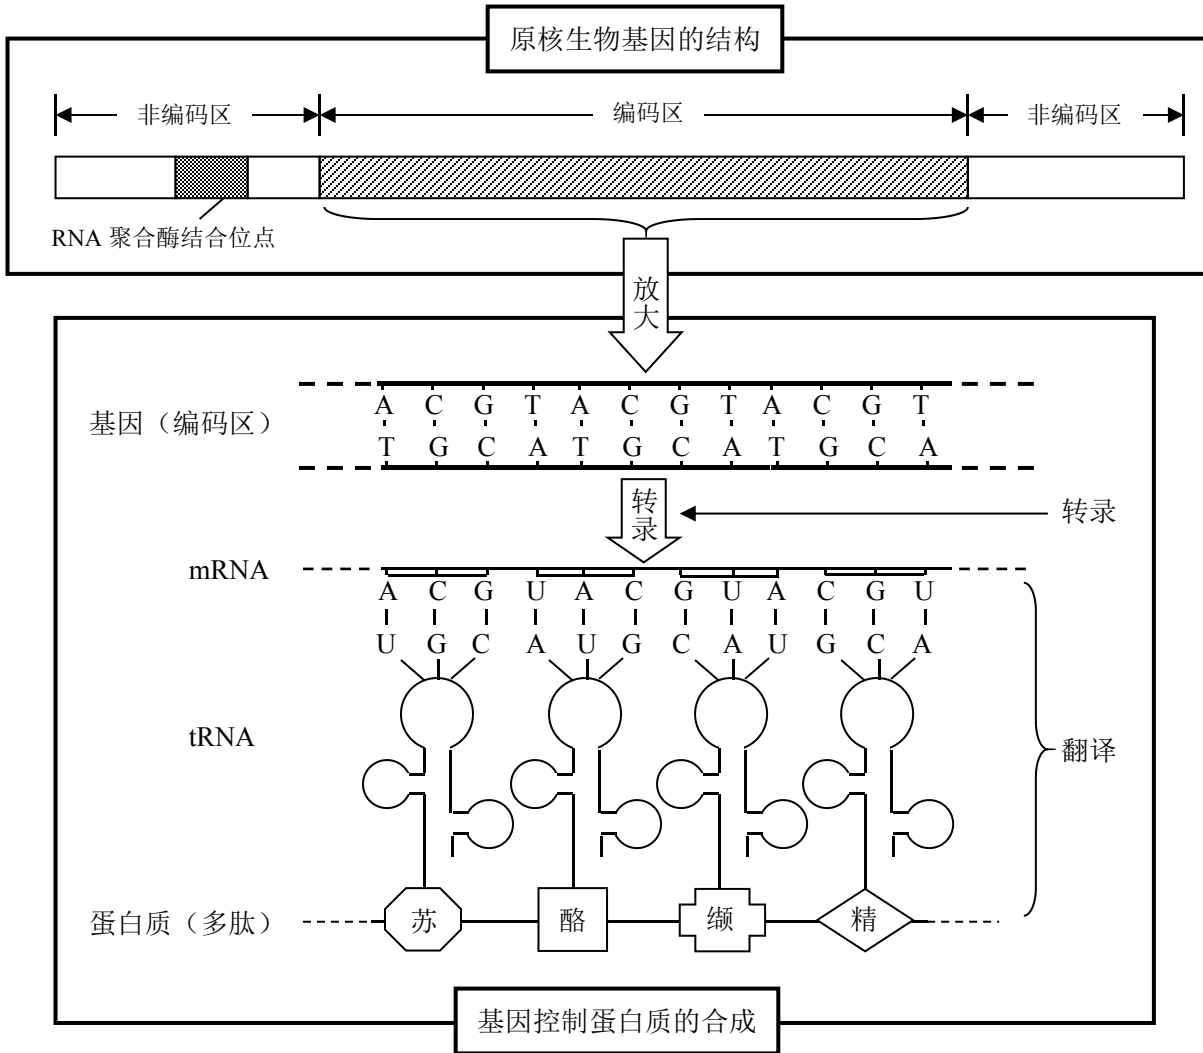 原核生物基因的结构
非编码区 编码区 非编码区
RNA 聚合酶结合位点
放大
A C G T A C G T A C G T
基因（编码区）
T G C A T G C A T G C A
转录 转录
mRNA
A C G U A C G U A C G U
U G C A U G C A U G C A
tRNA
翻译
蛋白质（多肽） 苏 酪 缬 精
基因控制蛋白质的合成